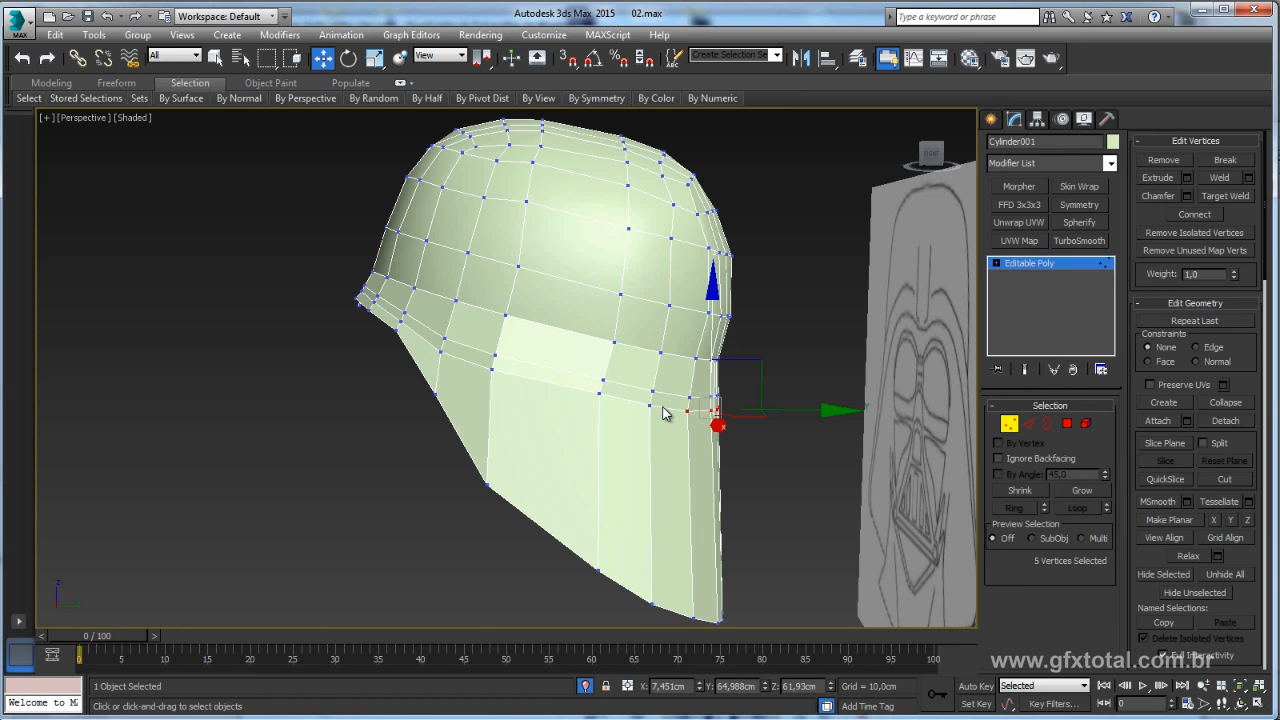 Workspace: Default
Autodesk 3ds Max 2015    02.max
Type a keyword or phrase
MAX
Edit Tools Group Views Create Modifiers Animation Graph Editors Rendering Customize MAXScript Help
All View Create Selection Se
Modeling Freeform Selection Object Paint Populate
Select Stored Selections Sets By Surface By Normal By Perspective By Random By Half By Pivot Dist By View By Symmetry By Color By Numeric
[+] [Perspective] [Shaded]
Cylinder001
Modifier List
Morpher Skin Wrap
FFD 3x3x3 Symmetry
Unwrap UVW Spherify
UVW Map TurboSmooth
Editable Poly
Selection
By Vertex
Ignore Backfacing
By Angle: 45,0
Shrink Grow
Ring Loop
Preview Selection
Off SubObj Multi
5 Vertices Selected
Edit Vertices
Remove Break
Extrude Weld
Chamfer Target Weld
Connect
Remove Isolated Vertices
Remove Unused Map Verts
Weight: 1,0
Edit Geometry
Repeat Last
Constraints
None Edge
Face Normal
Preserve UVs
Create Collapse
Attach Detach
Slice Plane Split
Slice Reset Plane
QuickSlice Cut
MSmooth Tessellate
Make Planar X Y Z
View Align Grid Align
Relax
Hide Selected Unhide All
Hide Unselected
Named Selections:
Copy Paste
Delete Isolated Vertices
Full Interactivity
www.gfxtotal.com.br
x
z
0 / 100
0 5 10 15 20 25 30 35 40 45 50 55 60 65 70 75 80 85 90 95 100
1 Object Selected X: 7,451cm Y: 64,988cm Z: 61,93cm Grid = 10,0cm Auto Key Selected
Welcome to M Click or click-and-drag to select objects Add Time Tag Set Key Key Filters... 0